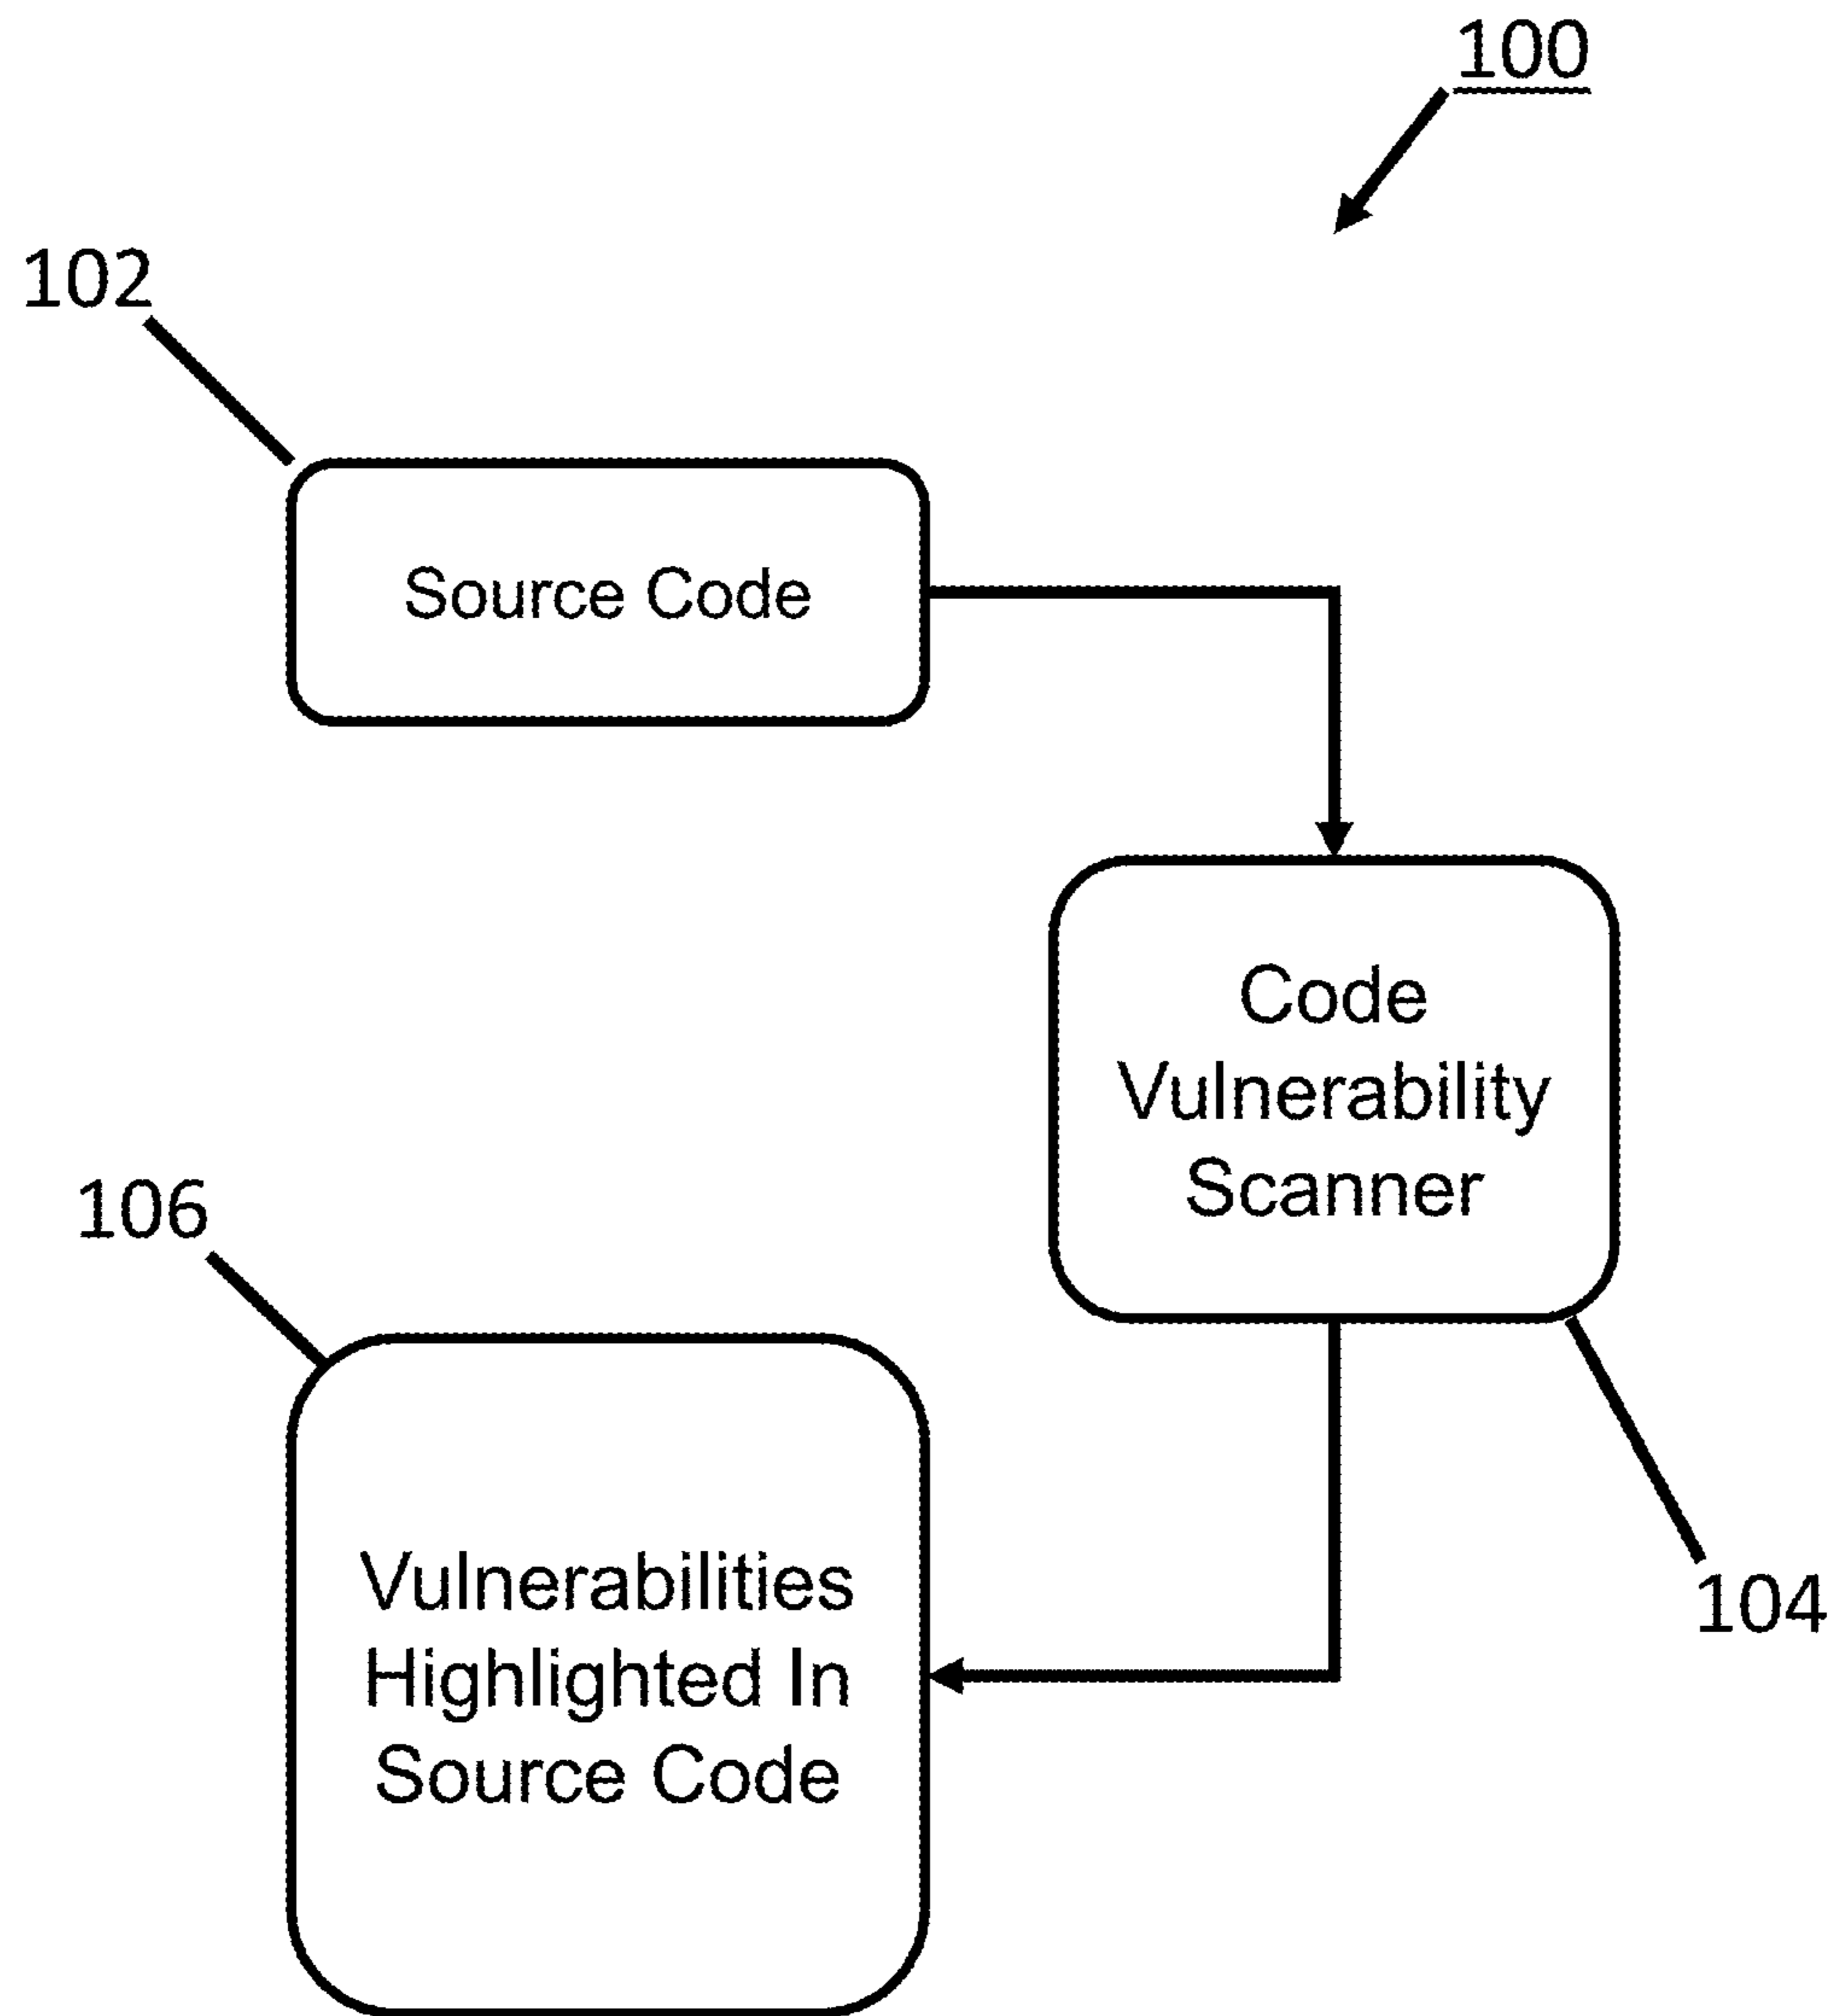 100
102
Source Code
Code
Vulnerability
Scanner
106
Vulnerabilities
Highlighted In
Source Code
104